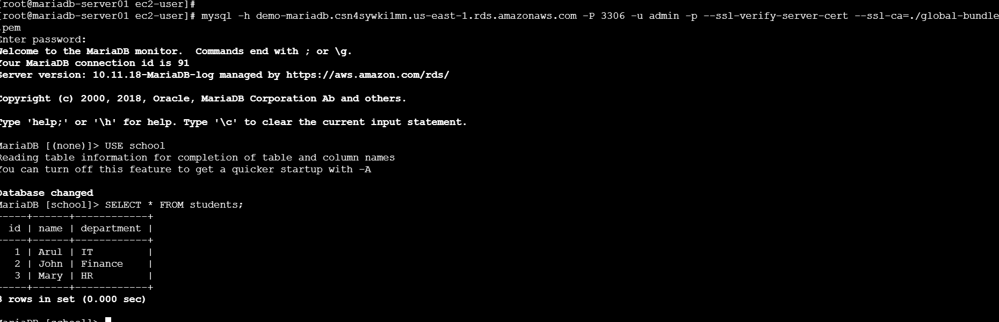 [root@mariadb-server01 ec2-user]#
[root@mariadb-server01 ec2-user]# mysql -h demo-mariadb.csn4sywki1mn.us-east-1.rds.amazonaws.com -P 3306 -u admin -p --ssl-verify-server-cert --ssl-ca=./global-bundle
.pem
Enter password:
Welcome to the MariaDB monitor.  Commands end with ; or \g.
Your MariaDB connection id is 91
Server version: 10.11.18-MariaDB-log managed by https://aws.amazon.com/rds/
Copyright (c) 2000, 2018, Oracle, MariaDB Corporation Ab and others.
Type 'help;' or '\h' for help. Type '\c' to clear the current input statement.
MariaDB [(none)]> USE school
Reading table information for completion of table and column names
You can turn off this feature to get a quicker startup with -A
Database changed
MariaDB [school]> SELECT * FROM students;
-----+------+------------+
id | name | department |
-----+------+------------+
1 | Arul | IT         |
2 | John | Finance    |
3 | Mary | HR         |
-----+------+------------+
3 rows in set (0.000 sec)
MariaDB [school]>